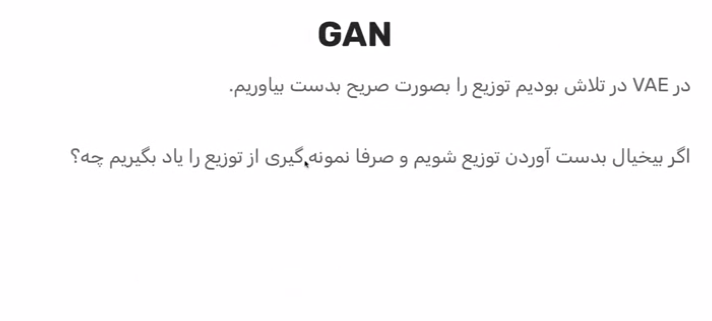 GAN
در VAE در تلاش بودیم توزیع را بصورت صریح بدست بیاوریم.
اگر بیخیال بدست آوردن توزیع شویم و صرفا نمونه‌گیری از توزیع را یاد بگیریم چه؟